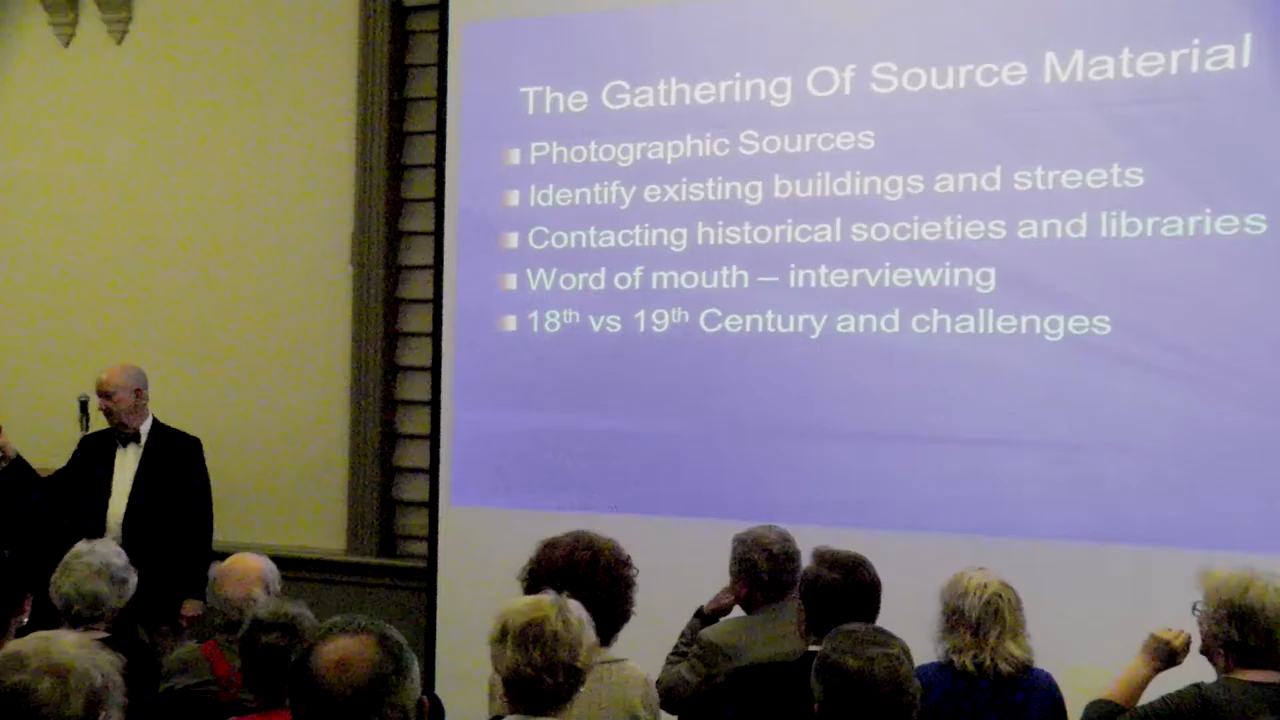 The Gathering Of Source Material
Photographic Sources
Identify existing buildings and streets
Contacting historical societies and libraries
Word of mouth – interviewing
18th vs 19th Century and challenges